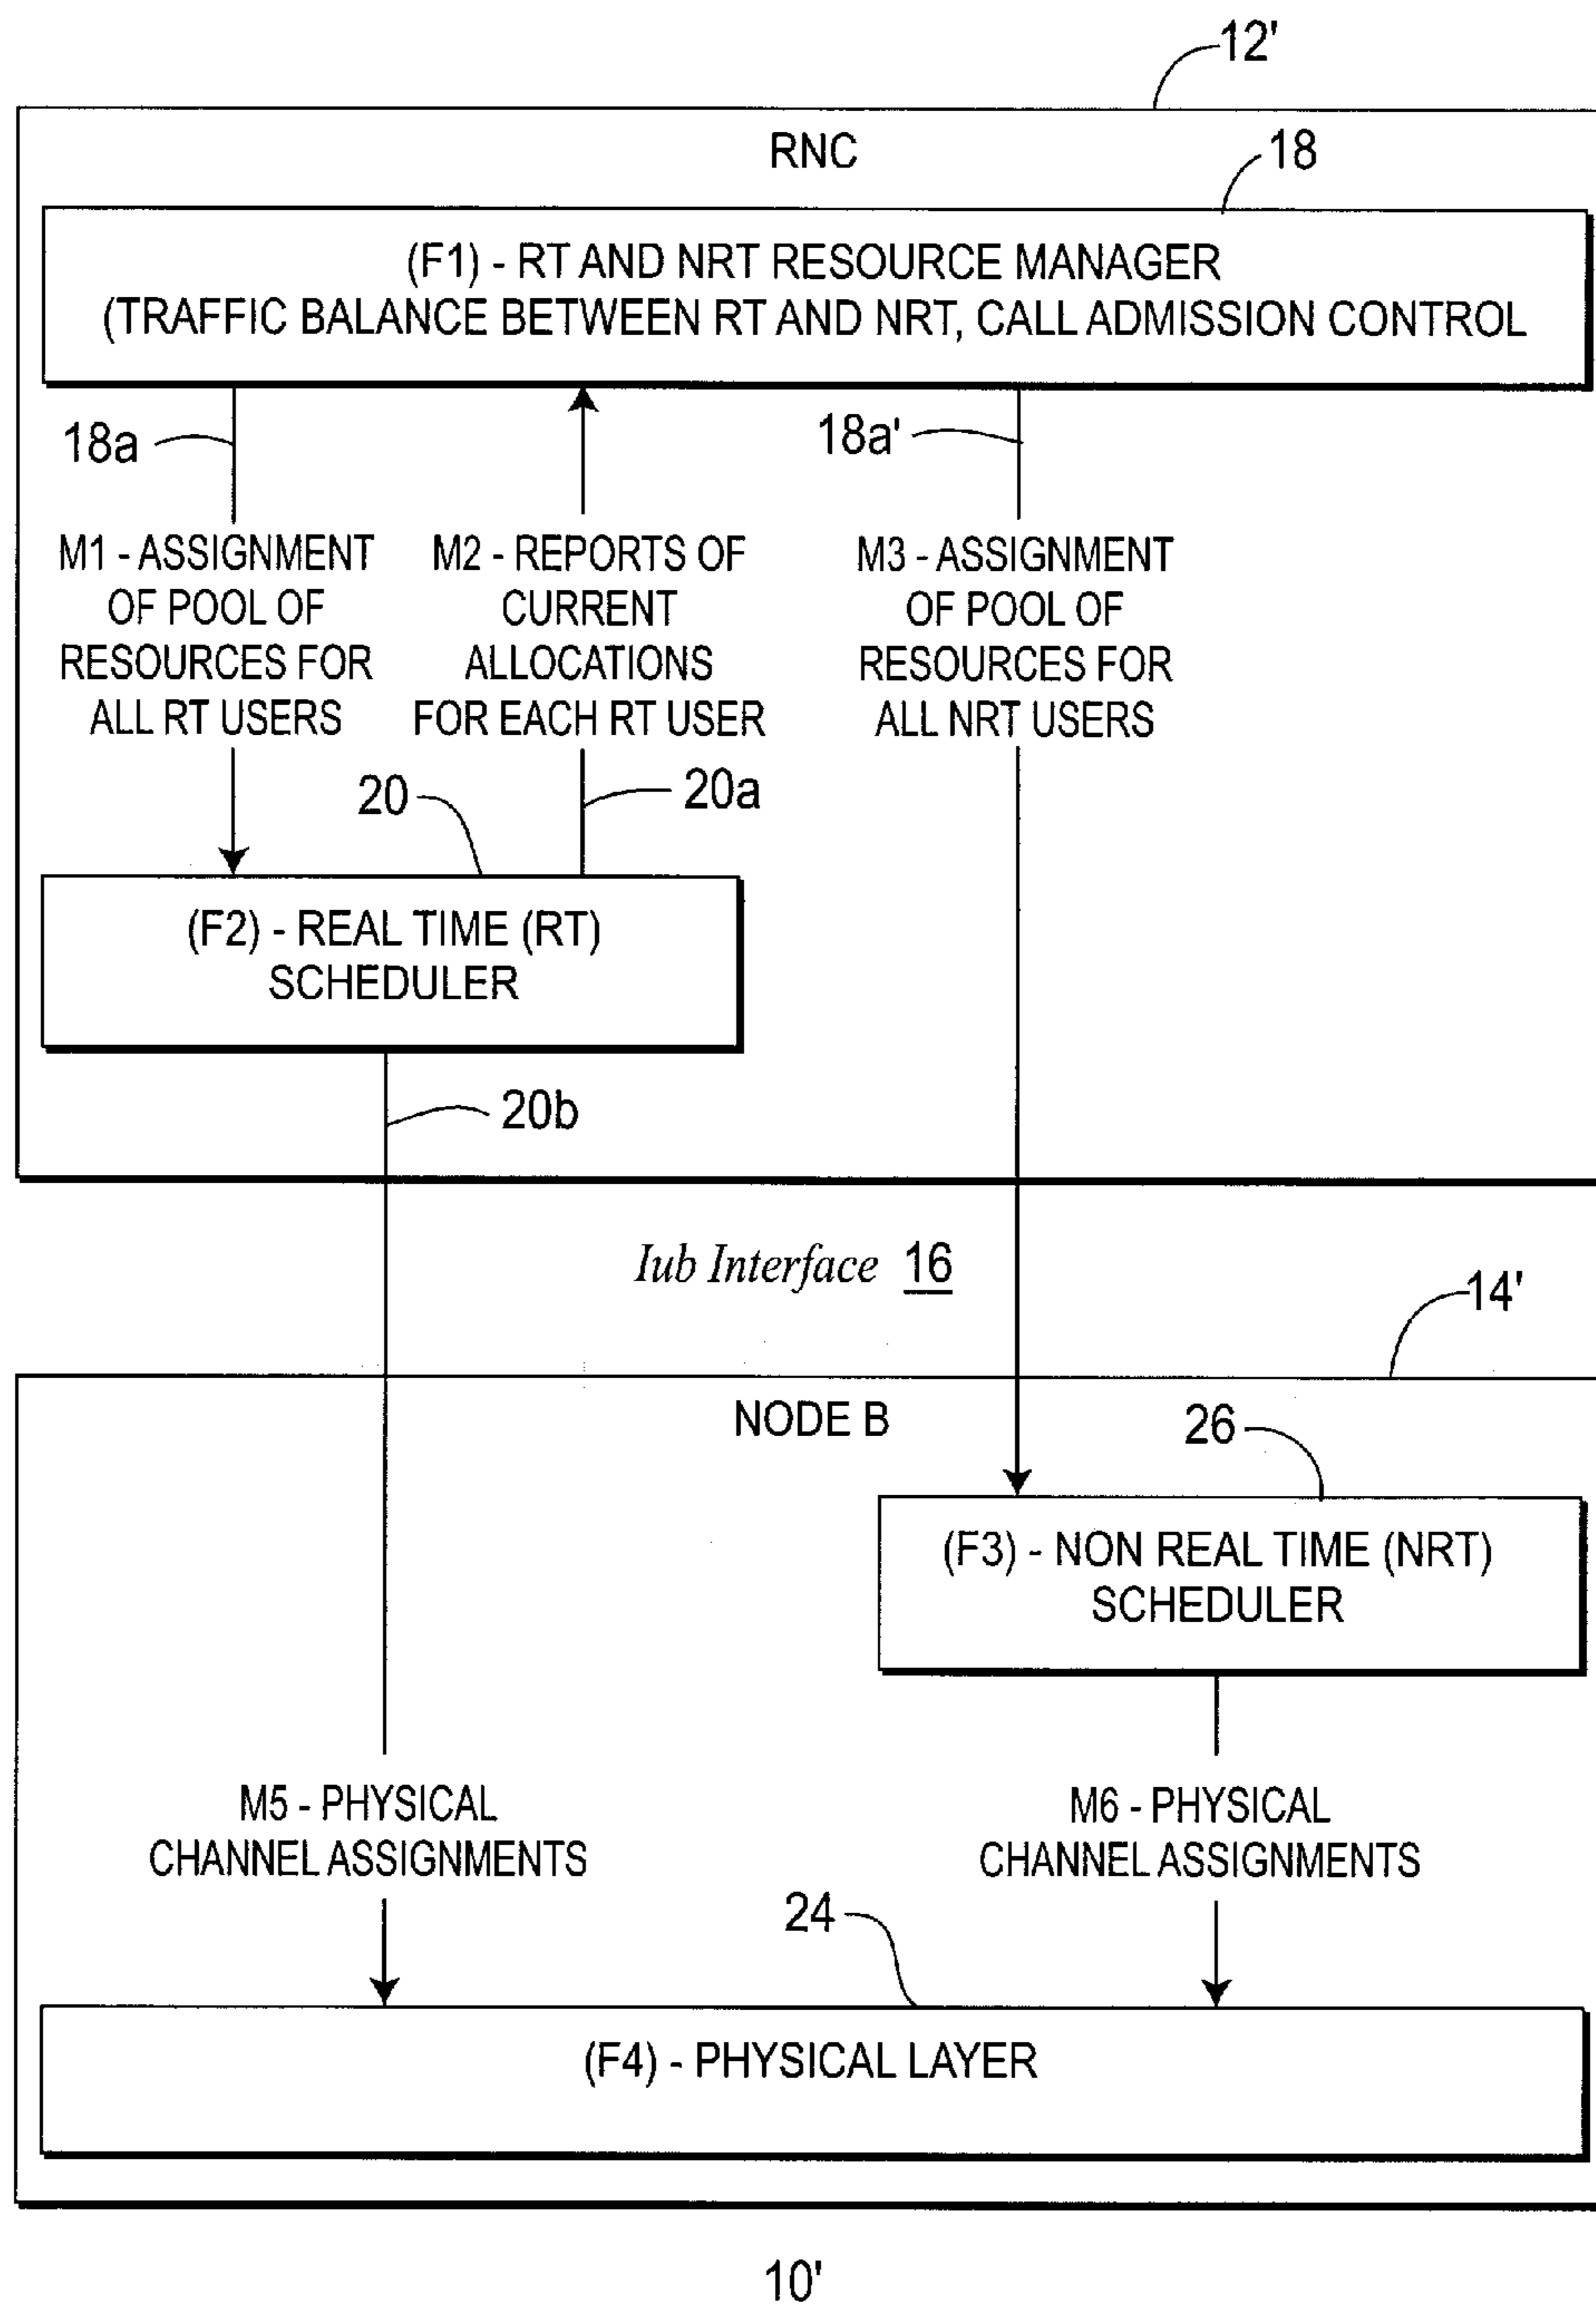 12'
RNC
18
(F1) - RT AND NRT RESOURCE MANAGER
(TRAFFIC BALANCE BETWEEN RT AND NRT, CALL ADMISSION CONTROL
18a
18a'
M1 - ASSIGNMENT
OF POOL OF
RESOURCES FOR
ALL RT USERS
M2 - REPORTS OF
CURRENT
ALLOCATIONS
FOR EACH RT USER
M3 - ASSIGNMENT
OF POOL OF
RESOURCES FOR
ALL NRT USERS
20
20a
(F2) - REAL TIME (RT)
SCHEDULER
20b
Iub Interface 16
14'
NODE B
26
(F3) - NON REAL TIME (NRT)
SCHEDULER
M5 - PHYSICAL
CHANNEL ASSIGNMENTS
M6 - PHYSICAL
CHANNEL ASSIGNMENTS
24
(F4) - PHYSICAL LAYER
10'